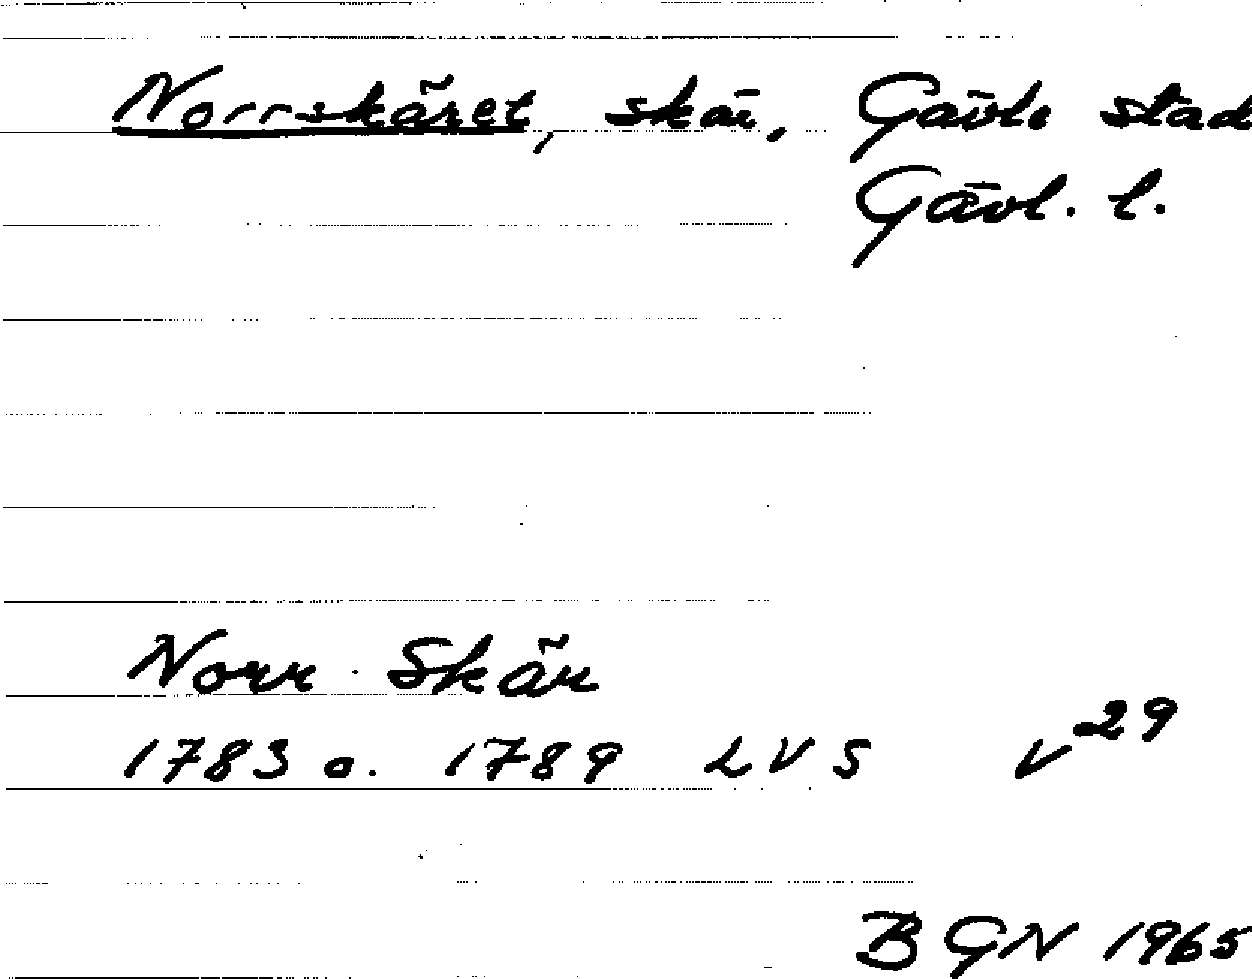 Norrskäret, skär, Gävle stad
Gävl. l.
Norr Skär
1783 o. 1789 LVS V29
BGN 1965